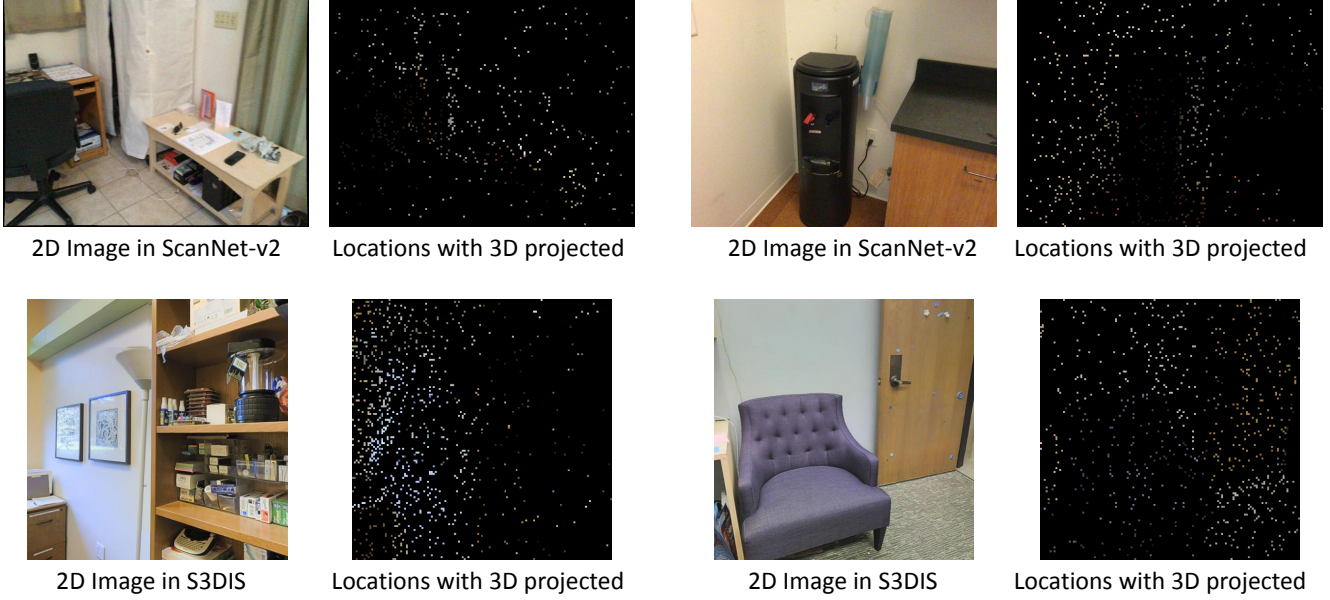 2D Image in ScanNet-v2
Locations with 3D projected
2D Image in ScanNet-v2
Locations with 3D projected
2D Image in S3DIS
Locations with 3D projected
2D Image in S3DIS
Locations with 3D projected